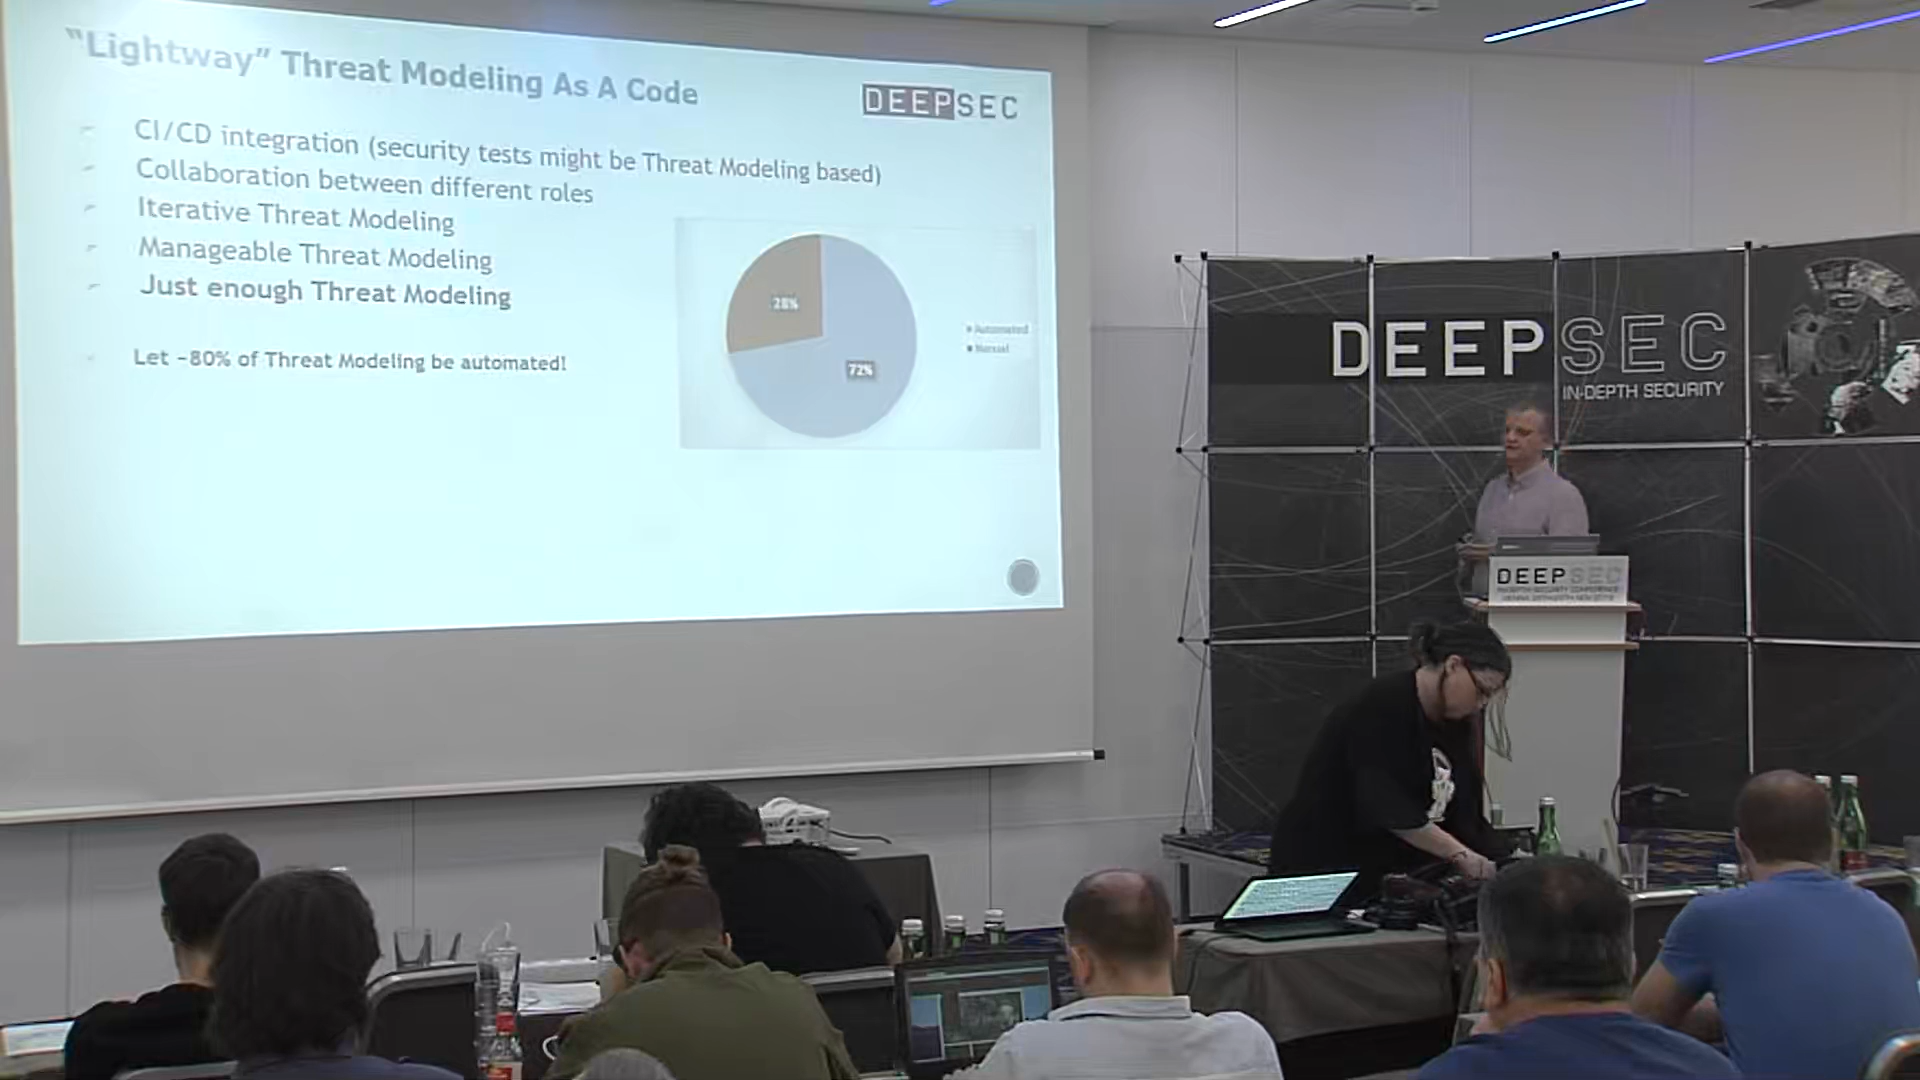 “Lightway” Threat Modeling As A Code
DEEPSEC
CI/CD integration (security tests might be Threat Modeling based)
Collaboration between different roles
Iterative Threat Modeling
Manageable Threat Modeling
Just enough Threat Modeling
Let ~80% of Threat Modeling be automated!
28%
72%
Automated
Manual
DEEPSEC
IN-DEPTH SECURITY
DEEPSEC